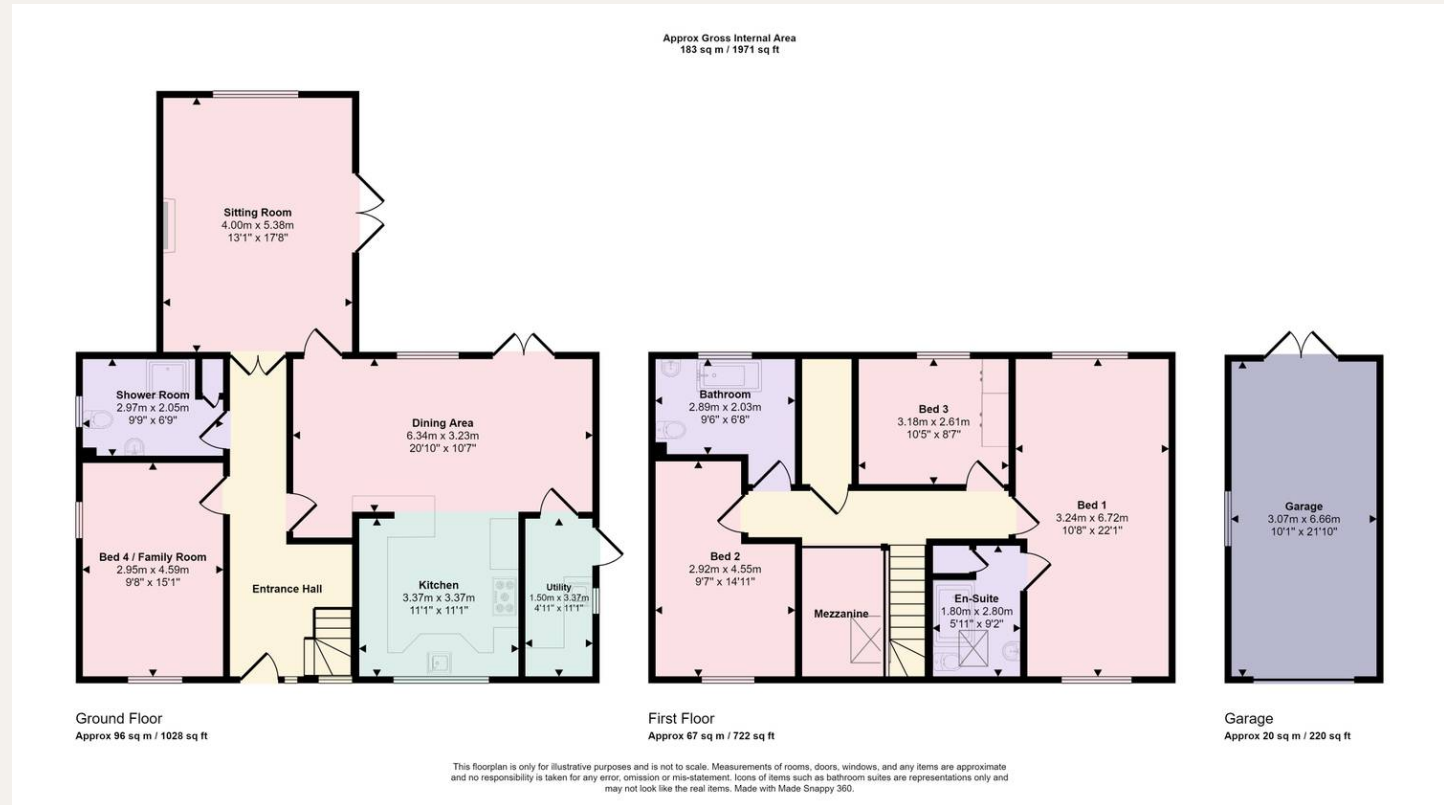 Approx Gross Internal Area
183 sq m / 1971 sq ft
Sitting Room
4.00m x 5.38m
13'1" x 17'8"
Shower Room
2.97m x 2.05m
9'9" x 6'9"
Dining Area
6.34m x 3.23m
20'10" x 10'7"
Bed 4 / Family Room
2.95m x 4.59m
9'8" x 15'1"
Entrance Hall
Kitchen
3.37m x 3.37m
11'1" x 11'1"
Utility
1.50m x 3.37m
4'11" x 11'1"
Bathroom
2.89m x 2.03m
9'6" x 6'8"
Bed 3
3.18m x 2.61m
10'5" x 8'7"
Bed 1
3.24m x 6.72m
10'8" x 22'1"
Bed 2
2.92m x 4.55m
9'7" x 14'11"
Mezzanine
En-Suite
1.80m x 2.80m
5'11" x 9'2"
Garage
3.07m x 6.66m
10'1" x 21'10"
Ground Floor
Approx 96 sq m / 1028 sq ft
First Floor
Approx 67 sq m / 722 sq ft
Garage
Approx 20 sq m / 220 sq ft
This floorplan is only for illustrative purposes and is not to scale. Measurements of rooms, doors, windows, and any items are approximate
and no responsibility is taken for any error, omission or mis-statement. Icons of items such as bathroom suites are representations only and
may not look like the real items. Made with Made Snappy 360.